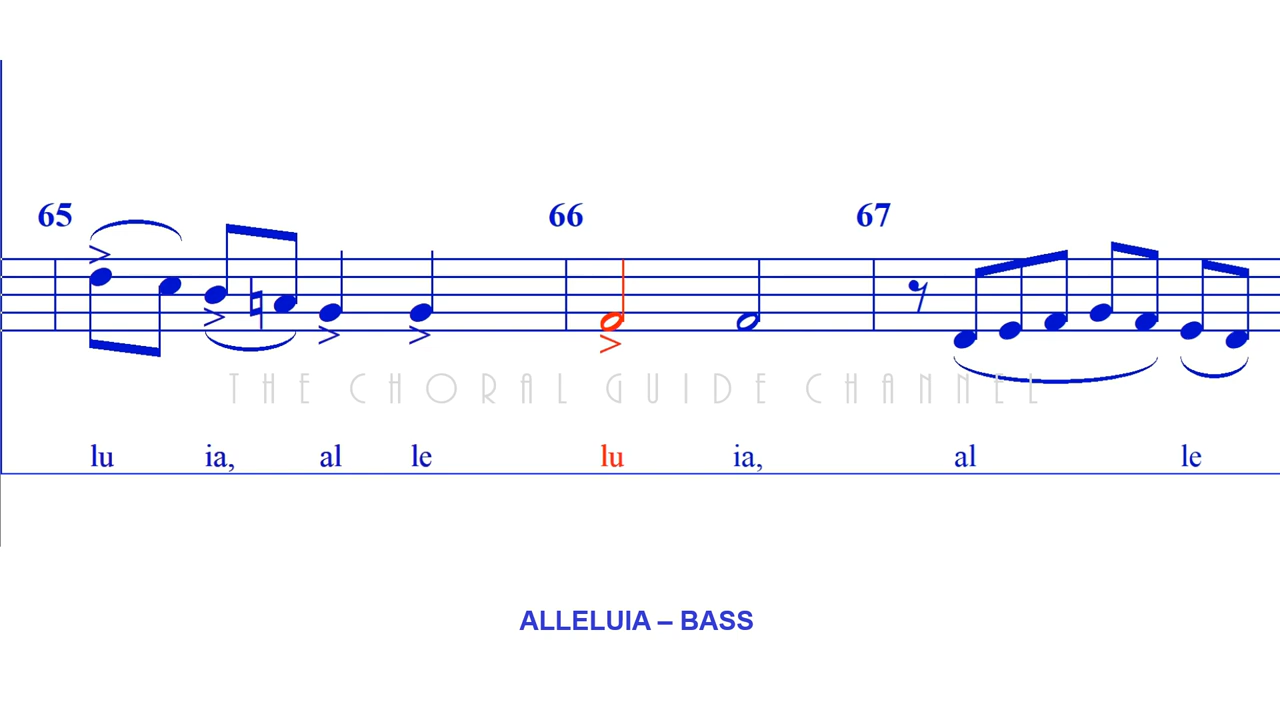 65 66 67
THE CHORAL GUIDE CHANNEL
lu ia, al le lu ia, al le
ALLELUIA – BASS